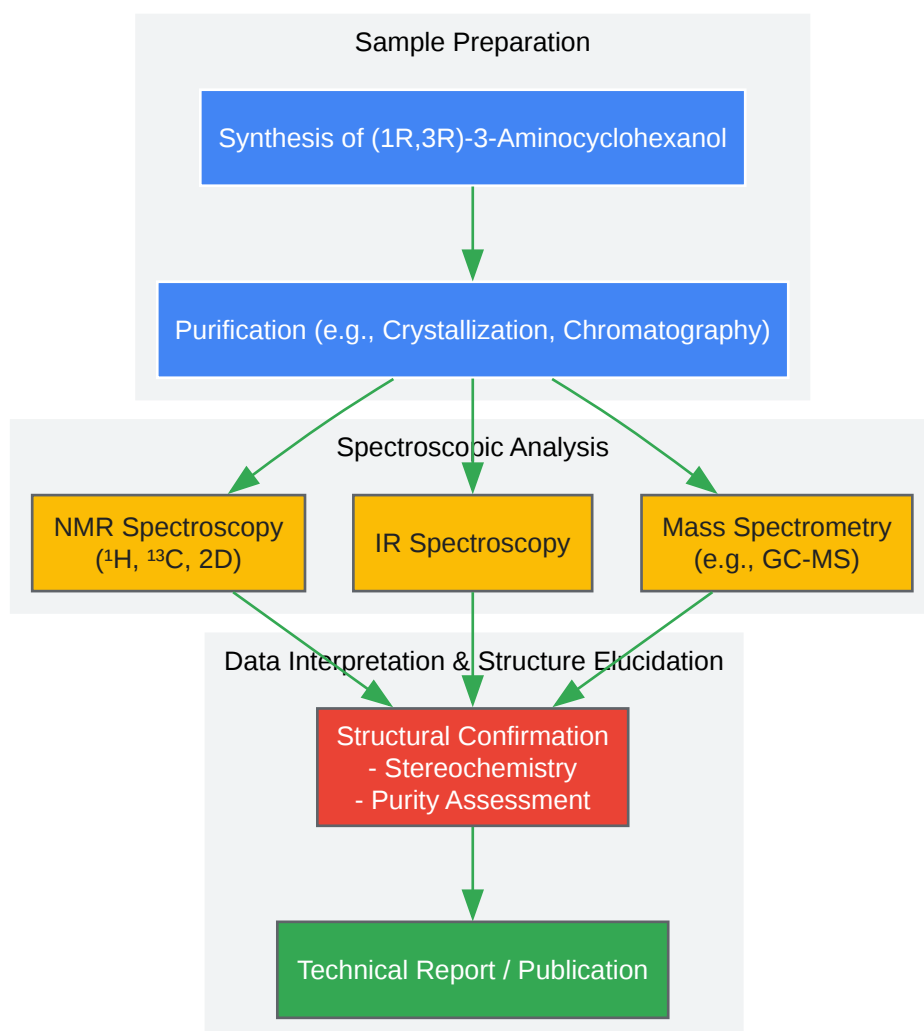 Sample Preparation
Synthesis of (1R,3R)-3-Aminocyclohexanol
Purification (e.g., Crystallization, Chromatography)
Spectroscopic Analysis
NMR Spectroscopy
(¹H, ¹³C, 2D)
IR Spectroscopy
Mass Spectrometry
(e.g., GC-MS)
Data Interpretation & Structure Elucidation
Structural Confirmation
- Stereochemistry
- Purity Assessment
Technical Report / Publication